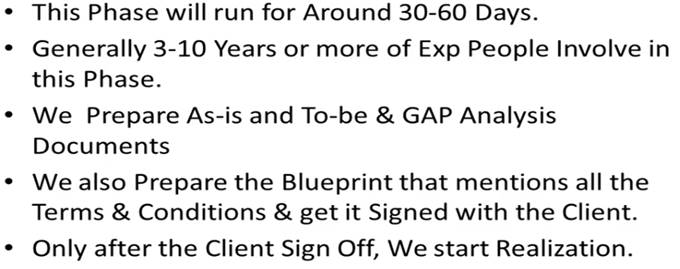 • This Phase will run for Around 30-60 Days.
• Generally 3-10 Years or more of Exp People Involve in
this Phase.
• We Prepare As-is and To-be & GAP Analysis
Documents
• We also Prepare the Blueprint that mentions all the
Terms & Conditions & get it Signed with the Client.
• Only after the Client Sign Off, We start Realization.